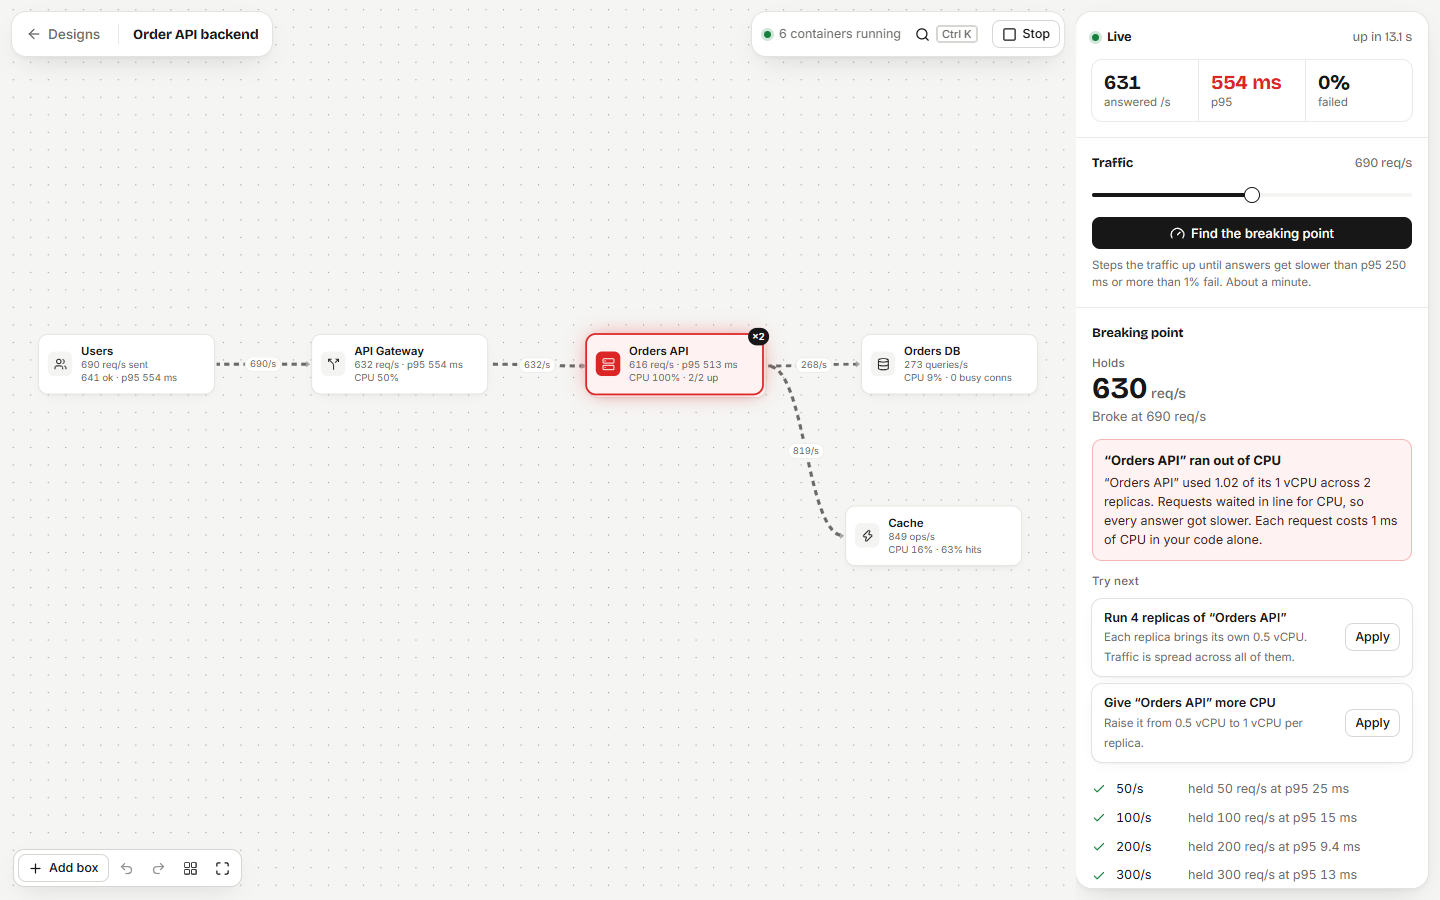 Designs
Order API backend
6 containers running
Ctrl K
Stop
Live
up in 13.1 s
631
answered /s
554 ms
p95
0%
failed
Traffic
690 req/s
Find the breaking point
Steps the traffic up until answers get slower than p95 250
ms or more than 1% fail. About a minute.
Breaking point
Holds
630 req/s
Broke at 690 req/s
“Orders API” ran out of CPU
“Orders API” used 1.02 of its 1 vCPU across 2
replicas. Requests waited in line for CPU, so
every answer got slower. Each request costs 1 ms
of CPU in your code alone.
Try next
Run 4 replicas of “Orders API”
Each replica brings its own 0.5 vCPU.
Traffic is spread across all of them.
Apply
Give “Orders API” more CPU
Raise it from 0.5 vCPU to 1 vCPU per
replica.
Apply
50/s held 50 req/s at p95 25 ms
100/s held 100 req/s at p95 15 ms
200/s held 200 req/s at p95 9.4 ms
300/s held 300 req/s at p95 13 ms
Users
690 req/s sent
641 ok · p95 554 ms
690/s
API Gateway
632 req/s · p95 554 ms
CPU 50%
632/s
×2
Orders API
616 req/s · p95 513 ms
CPU 100% · 2/2 up
268/s
Orders DB
273 queries/s
CPU 9% · 0 busy conns
819/s
Cache
849 ops/s
CPU 16% · 63% hits
Add box